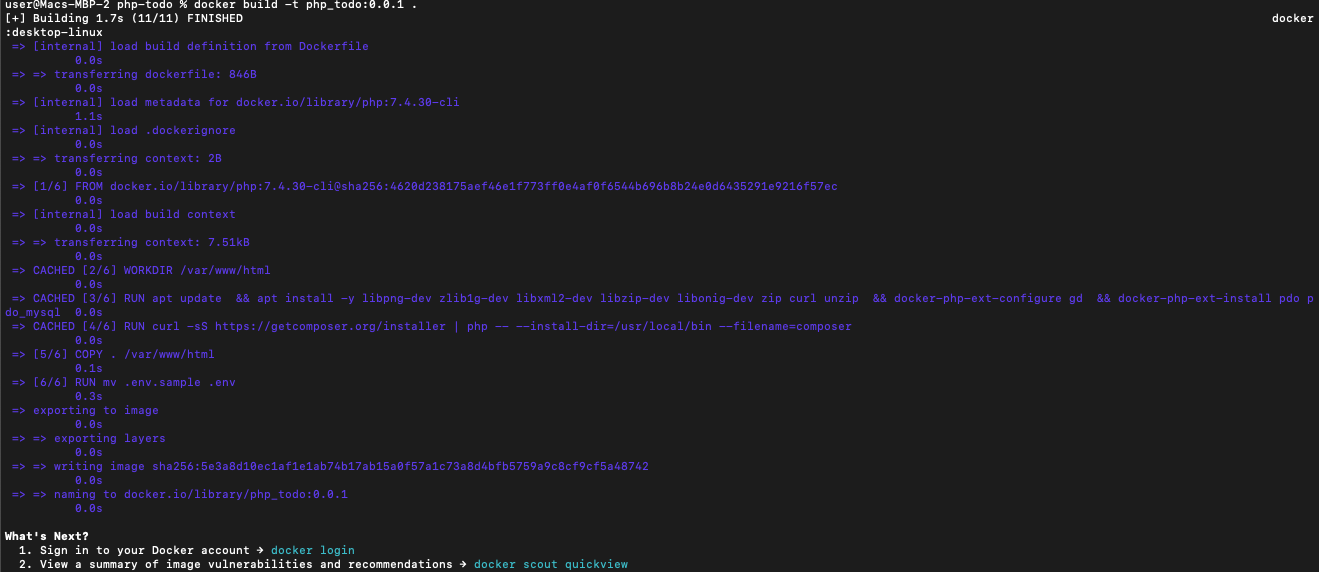 user@Macs-MBP-2 php-todo % docker build -t php_todo:0.0.1 .
[+] Building 1.7s (11/11) FINISHED docker
:desktop-linux
=> [internal] load build definition from Dockerfile
0.0s
=> => transferring dockerfile: 846B
0.0s
=> [internal] load metadata for docker.io/library/php:7.4.30-cli
1.1s
=> [internal] load .dockerignore
0.0s
=> => transferring context: 2B
0.0s
=> [1/6] FROM docker.io/library/php:7.4.30-cli@sha256:4620d238175aef46e1f773ff0e4af0f6544b696b8b24e0d6435291e9216f57ec
0.0s
=> [internal] load build context
0.0s
=> => transferring context: 7.51kB
0.0s
=> CACHED [2/6] WORKDIR /var/www/html
0.0s
=> CACHED [3/6] RUN apt update  && apt install -y libpng-dev zlib1g-dev libxml2-dev libzip-dev libonig-dev zip curl unzip  && docker-php-ext-configure gd  && docker-php-ext-install pdo p
do_mysql  0.0s
=> CACHED [4/6] RUN curl -sS https://getcomposer.org/installer | php -- --install-dir=/usr/local/bin --filename=composer
0.0s
=> [5/6] COPY . /var/www/html
0.1s
=> [6/6] RUN mv .env.sample .env
0.3s
=> exporting to image
0.0s
=> => exporting layers
0.0s
=> => writing image sha256:5e3a8d10ec1af1e1ab74b17ab15a0f57a1c73a8d4bfb5759a9c8cf9cf5a48742
0.0s
=> => naming to docker.io/library/php_todo:0.0.1
0.0s
What's Next?
1. Sign in to your Docker account → docker login
2. View a summary of image vulnerabilities and recommendations → docker scout quickview